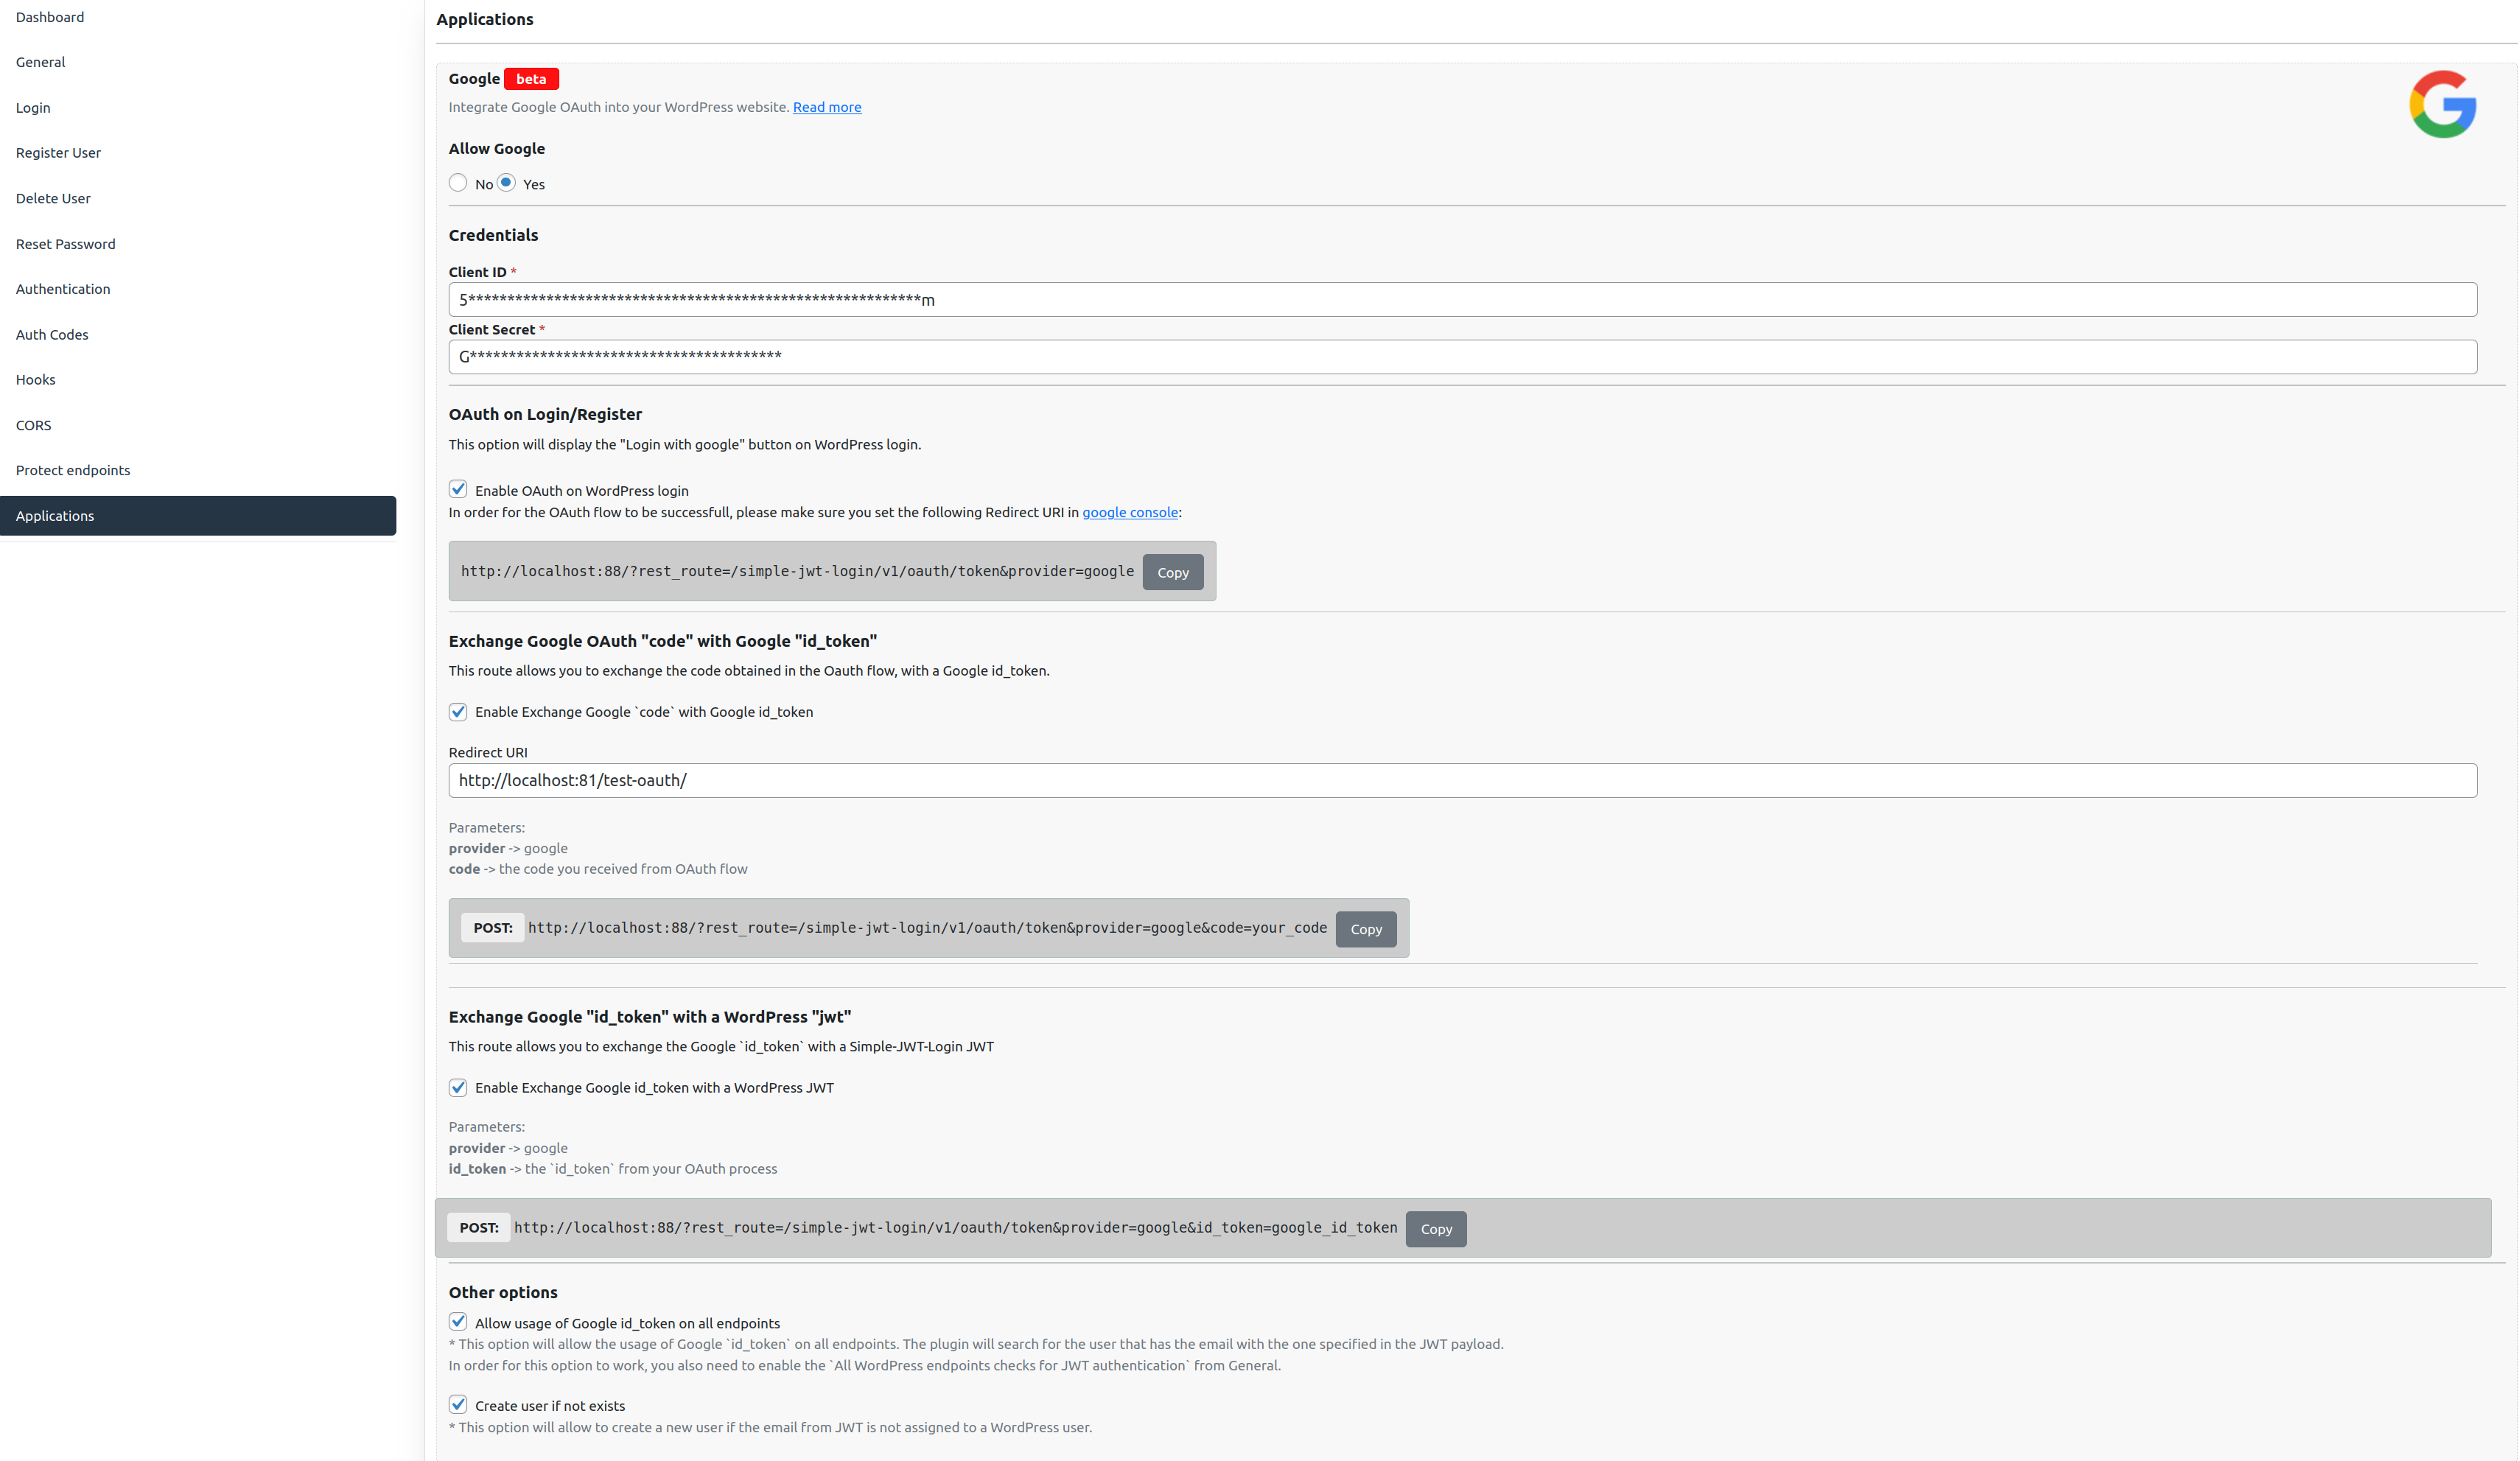 Dashboard
General
Login
Register User
Delete User
Reset Password
Authentication
Auth Codes
Hooks
CORS
Protect endpoints
Applications
Applications
Google beta
Integrate Google OAuth into your WordPress website. Read more
Allow Google
No Yes
Credentials
Client ID *
5**********************************************************m
Client Secret *
G****************************************
OAuth on Login/Register
This option will display the "Login with google" button on WordPress login.
Enable OAuth on WordPress login
In order for the OAuth flow to be successfull, please make sure you set the following Redirect URI in google console:
http://localhost:88/?rest_route=/simple-jwt-login/v1/oauth/token&provider=google Copy
Exchange Google OAuth "code" with Google "id_token"
This route allows you to exchange the code obtained in the Oauth flow, with a Google id_token.
Enable Exchange Google `code` with Google id_token
Redirect URI
http://localhost:81/test-oauth/
Parameters:
provider -> google
code -> the code you received from OAuth flow
POST: http://localhost:88/?rest_route=/simple-jwt-login/v1/oauth/token&provider=google&code=your_code Copy
Exchange Google "id_token" with a WordPress "jwt"
This route allows you to exchange the Google `id_token` with a Simple-JWT-Login JWT
Enable Exchange Google id_token with a WordPress JWT
Parameters:
provider -> google
id_token -> the `id_token` from your OAuth process
POST: http://localhost:88/?rest_route=/simple-jwt-login/v1/oauth/token&provider=google&id_token=google_id_token Copy
Other options
Allow usage of Google id_token on all endpoints
* This option will allow the usage of Google `id_token` on all endpoints. The plugin will search for the user that has the email with the one specified in the JWT payload.
In order for this option to work, you also need to enable the `All WordPress endpoints checks for JWT authentication` from General.
Create user if not exists
* This option will allow to create a new user if the email from JWT is not assigned to a WordPress user.